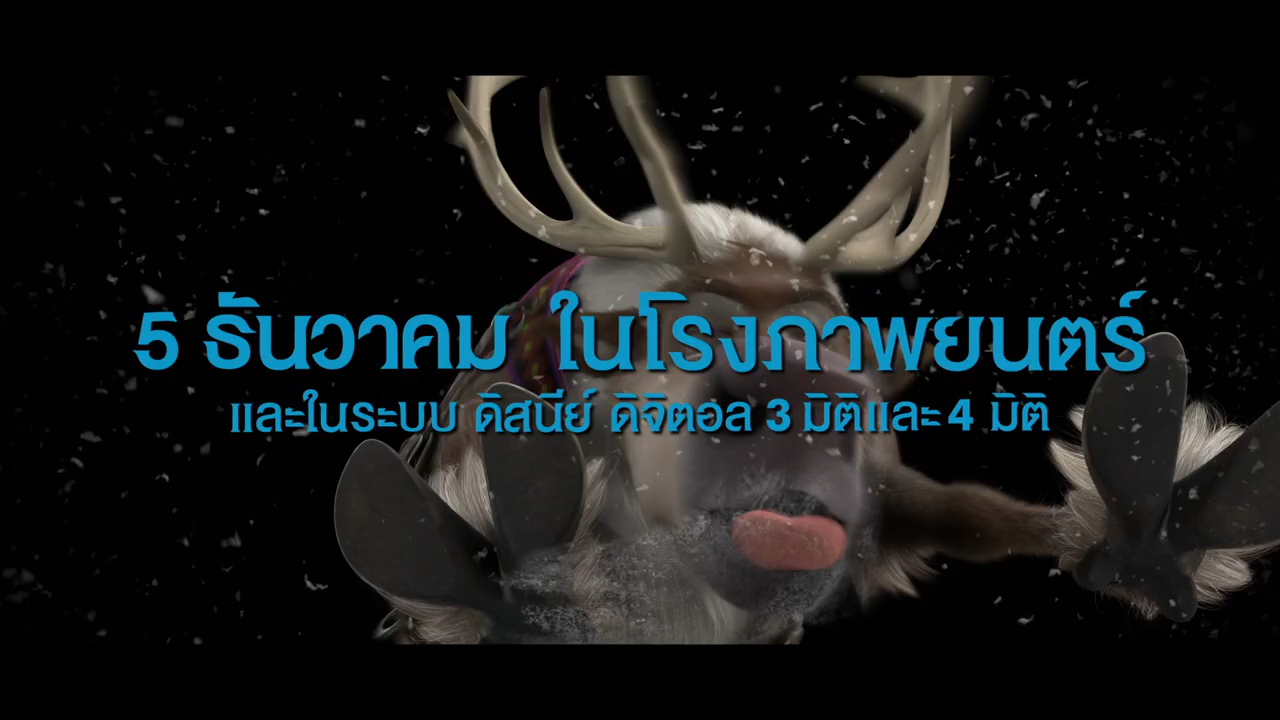 5 ธันวาคม ในโรงภาพยนตร์
และในระบบ ดิสนีย์ ดิจิตอล 3 มิติและ 4 มิติ